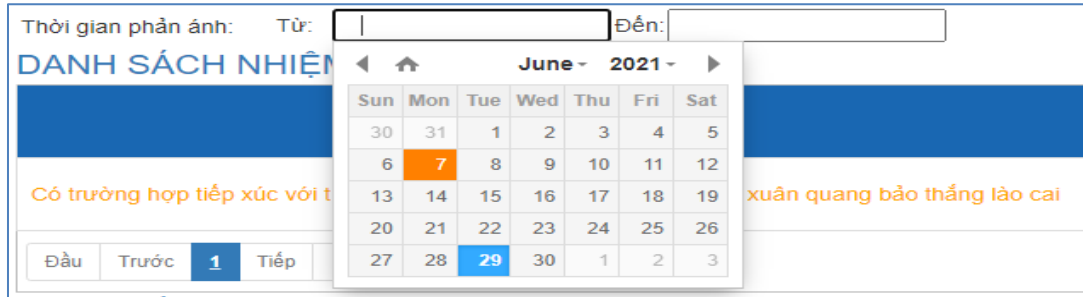 Thời gian phản ánh: Từ: Đến:
DANH SÁCH NHIỆM
June 2021
Sun Mon Tue Wed Thu Fri Sat
30 31 1 2 3 4 5
6 7 8 9 10 11 12
Có trường hợp tiếp xúc với t xuân quang bảo thắng lào cai
13 14 15 16 17 18 19
20 21 22 23 24 25 26
Đầu Trước 1 Tiếp
27 28 29 30 1 2 3